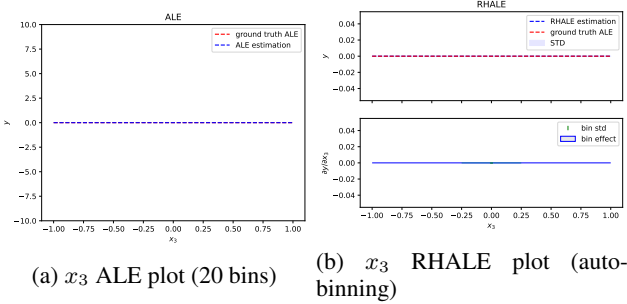 ALE
10.0
7.5
5.0
2.5
0.0
−2.5
−5.0
−7.5
−10.0
y
ground truth ALE
ALE estimation
−1.00 −0.75 −0.50 −0.25 0.00 0.25 0.50 0.75 1.00
x₃
(a) x₃ ALE plot (20 bins)
RHALE
0.04
0.02
0.00
−0.02
−0.04
y
RHALE estimation
ground truth ALE
STD
0.04
0.02
0.00
−0.02
−0.04
∂y/∂x₃
bin std
bin effect
−1.00 −0.75 −0.50 −0.25 0.00 0.25 0.50 0.75 1.00
x₃
(b) x₃ RHALE plot (auto-
binning)